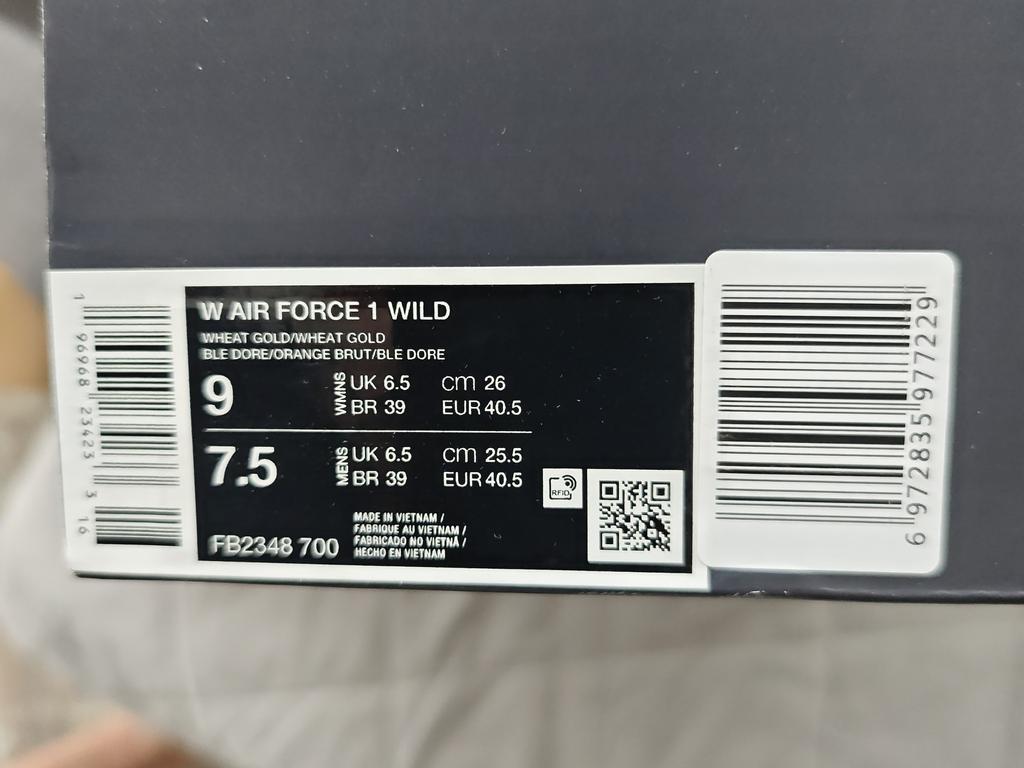 W AIR FORCE 1 WILD
WHEAT GOLD/WHEAT GOLD
BLE DORE/ORANGE BRUT/BLE DORE
9 WMNS UK 6.5 cm 26
BR 39 EUR 40.5
7.5 MENS UK 6.5 cm 25.5
BR 39 EUR 40.5
RFID
FB2348 700
MADE IN VIETNAM /
FABRIQUE AU VIETNAM /
FABRICADO NO VIETNÃ /
HECHO EN VIETNAM
1 96968 23423 3 16
6 972835 977229